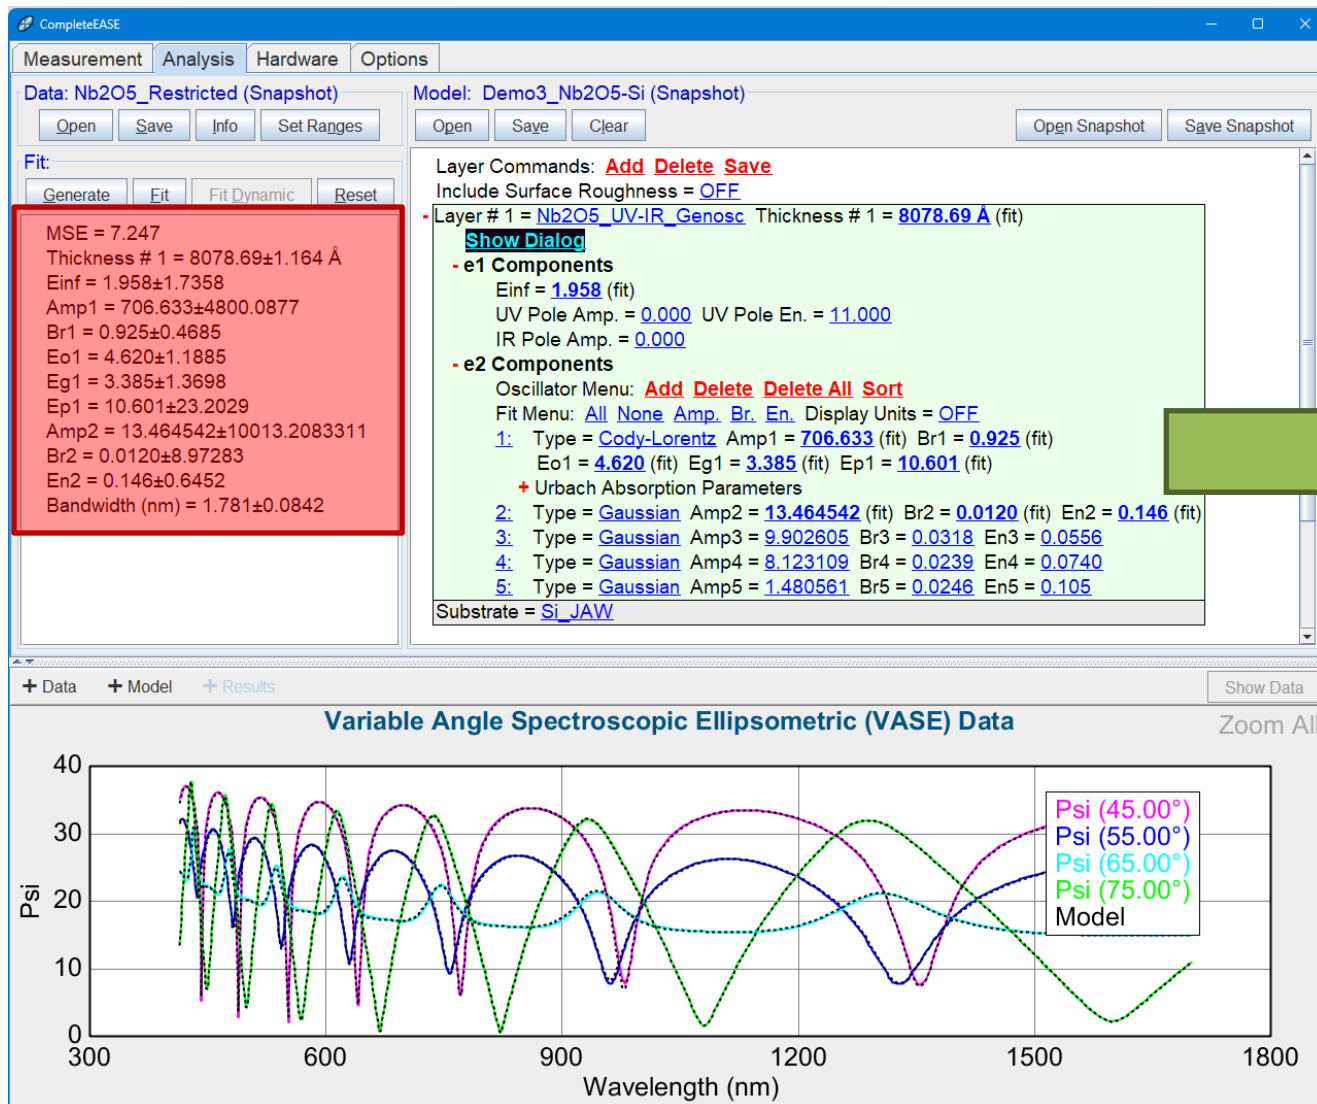 CompleteEASE
Measurement Analysis Hardware Options
Data: Nb2O5_Restricted (Snapshot)
Open Save Info Set Ranges
Model: Demo3_Nb2O5-Si (Snapshot)
Open Save Clear Open Snapshot Save Snapshot
Fit:
Generate Fit Fit Dynamic Reset
MSE = 7.247
Thickness # 1 = 8078.69±1.164 Å
Einf = 1.958±1.7358
Amp1 = 706.633±4800.0877
Br1 = 0.925±0.4685
Eo1 = 4.620±1.1885
Eg1 = 3.385±1.3698
Ep1 = 10.601±23.2029
Amp2 = 13.464542±10013.2083311
Br2 = 0.0120±8.97283
En2 = 0.146±0.6452
Bandwidth (nm) = 1.781±0.0842
Layer Commands: Add Delete Save
Include Surface Roughness = OFF
- Layer # 1 = Nb2O5_UV-IR_Genosc Thickness # 1 = 8078.69 Å (fit)
Show Dialog
- e1 Components
Einf = 1.958 (fit)
UV Pole Amp. = 0.000 UV Pole En. = 11.000
IR Pole Amp. = 0.000
- e2 Components
Oscillator Menu: Add Delete Delete All Sort
Fit Menu: All None Amp. Br. En. Display Units = OFF
1: Type = Cody-Lorentz Amp1 = 706.633 (fit) Br1 = 0.925 (fit)
Eo1 = 4.620 (fit) Eg1 = 3.385 (fit) Ep1 = 10.601 (fit)
+ Urbach Absorption Parameters
2: Type = Gaussian Amp2 = 13.464542 (fit) Br2 = 0.0120 (fit) En2 = 0.146 (fit)
3: Type = Gaussian Amp3 = 9.902605 Br3 = 0.0318 En3 = 0.0556
4: Type = Gaussian Amp4 = 8.123109 Br4 = 0.0239 En4 = 0.0740
5: Type = Gaussian Amp5 = 1.480561 Br5 = 0.0246 En5 = 0.105
Substrate = Si_JAW
+ Data + Model + Results Show Data
Variable Angle Spectroscopic Ellipsometric (VASE) Data
Zoom All
40
30
20
10
0
Psi
Psi (45.00°)
Psi (55.00°)
Psi (65.00°)
Psi (75.00°)
Model
300 600 900 1200 1500 1800
Wavelength (nm)